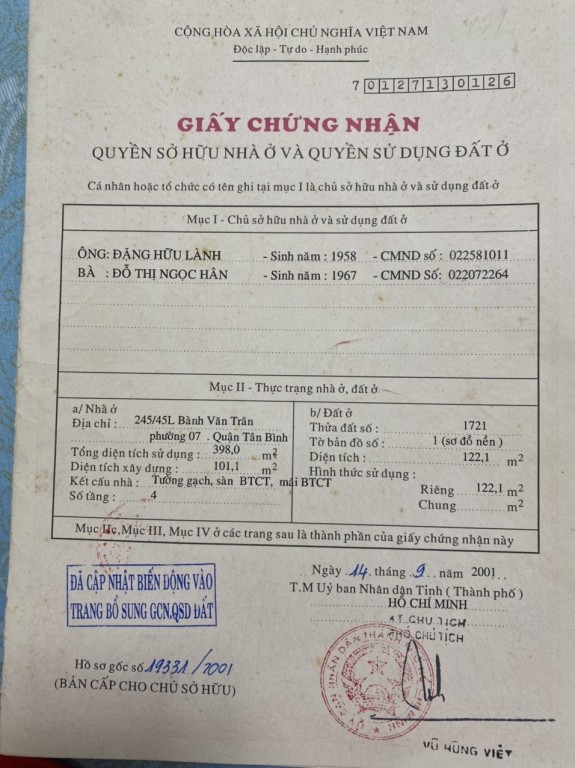 CỘNG HÒA XÃ HỘI CHỦ NGHĨA VIỆT NAM
Độc lập - Tự do - Hạnh phúc
7 0127130126
GIẤY CHỨNG NHẬN
QUYỀN SỞ HỮU NHÀ Ở VÀ QUYỀN SỬ DỤNG ĐẤT Ở
Cá nhân hoặc tổ chức có tên ghi tại mục I là chủ sở hữu nhà ở và sử dụng đất ở
Mục I - Chủ sở hữu nhà ở và sử dụng đất ở
ÔNG: ĐẶNG HỮU LÀNH - Sinh năm : 1958 - CMND số : 022581011
BÀ : ĐỖ THỊ NGỌC HÂN - Sinh năm : 1967 - CMND Số: 022072264
Mục II - Thực trạng nhà ở, đất ở
a/ Nhà ở
Địa chỉ : 245/45L Bành Văn Trân
phường 07 . Quận Tân Bình
Tổng diện tích sử dụng : 398,0 m2
Diện tích xây dựng : 101,1 m2
Kết cấu nhà : Tường gạch, sàn BTCT, mái BTCT
Số tầng : 4
b/ Đất ở
Thửa đất số : 1721
Tờ bản đồ số : 1 (sơ đồ nền)
Diện tích : 122,1 m2
Hình thức sử dụng :
Riêng 122,1 m2
Chung m2
Mục IIc, Mục III, Mục IV ở các trang sau là thành phần của giấy chứng nhận này
ĐÃ CẬP NHẬT BIẾN ĐỘNG VÀO
TRANG BỔ SUNG GCN,QSD ĐẤT
Hồ sơ gốc số 19331/2001
(BẢN CẤP CHO CHỦ SỞ HỮU)
Ngày 14 tháng 9 năm 2001
T.M Uỷ ban Nhân dân Tỉnh ( Thành phố )
HỒ CHÍ MINH
KT CHỦ TỊCH
PHÓ CHỦ TỊCH
VŨ HÙNG VIỆT